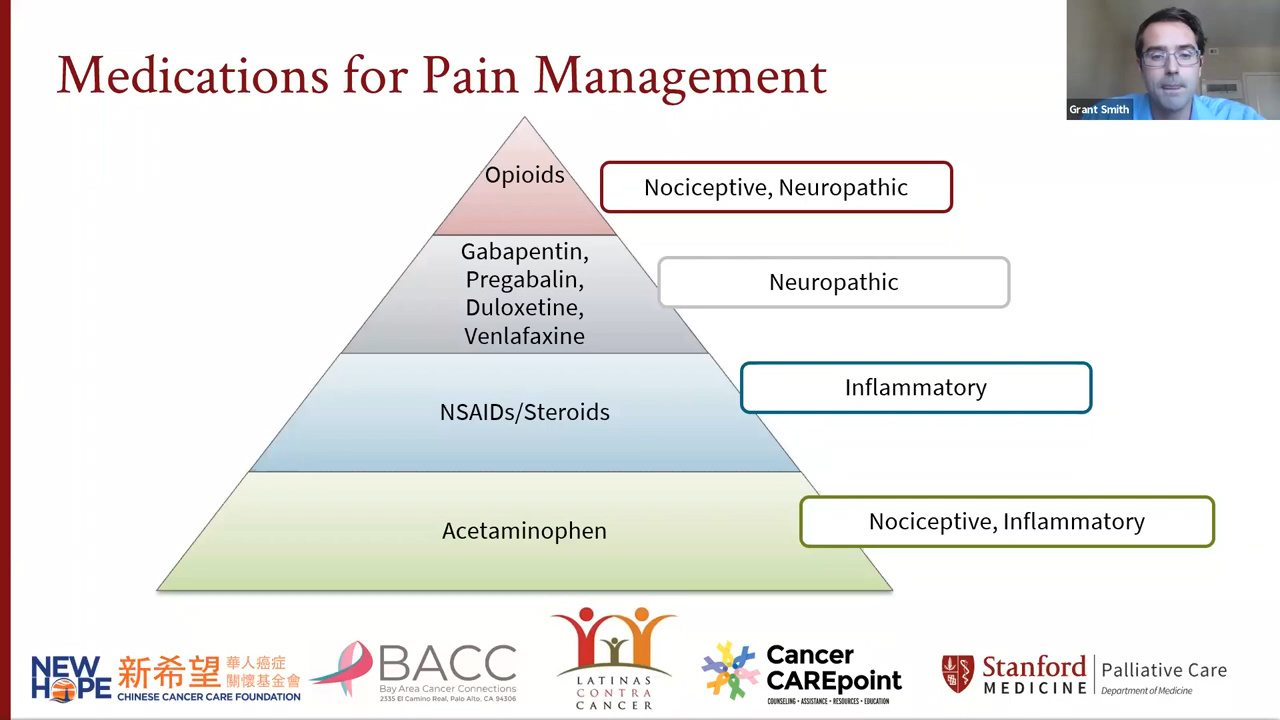 Medications for Pain Management
Grant Smith
Opioids
Nociceptive, Neuropathic
Gabapentin,
Pregabalin,
Duloxetine,
Venlafaxine
Neuropathic
NSAIDs/Steroids
Inflammatory
Acetaminophen
Nociceptive, Inflammatory
NEW
HOPE
新希望
華人癌症
關懷基金會
CHINESE CANCER CARE FOUNDATION
BACC
Bay Area Cancer Connections
2335 El Camino Real, Palo Alto, CA 94306
LATINAS
CONTRA
CANCER
Cancer
CAREpoint
COUNSELING • ASSISTANCE • RESOURCES • EDUCATION
Stanford
MEDICINE
Palliative Care
Department of Medicine